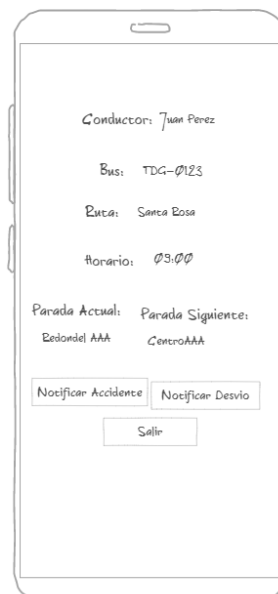 Conductor: Juan Perez
Bus: TDG-0123
Ruta: Santa Rosa
Horario: 09:00
Parada Actual: Parada Siguiente:
Redondel AAA CentroAAA
Notificar Accidente Notificar Desvio
Salir